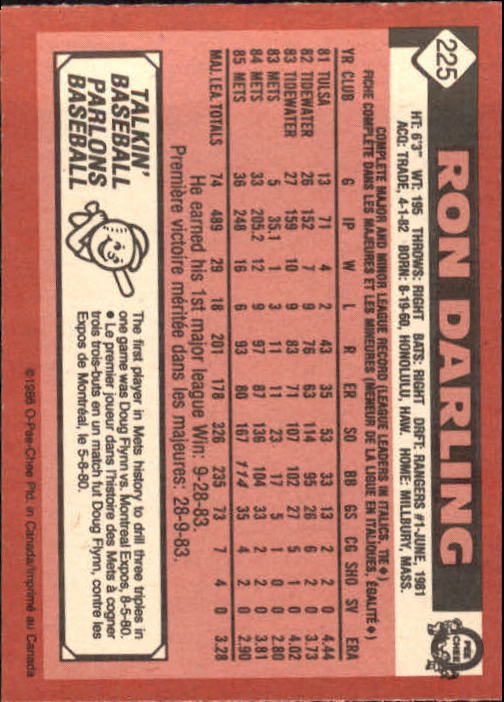 225
RON DARLING
HT: 6'3" WT: 195 THROWS: RIGHT BATS: RIGHT DRFT: RANGERS #1-JUNE, 1981
ACQ: TRADE, 4-1-82 BORN: 8-19-60, HONOLULU, HAW. HOME: MILLBURY, MASS.
O
PEE
CHEE
COMPLETE MAJOR AND MINOR LEAGUE RECORD (LEAGUE LEADERS IN ITALICS, TIE ♦)
FICHE COMPLÈTE DANS LES MAJEURES ET LES MINEURES (MENEUR DE LA LIGUE EN ITALIQUES, ÉGALITÉ ♦)
YR CLUB G IP W L R ER SO BB GS CG SHO SV ERA
81 TULSA 13 71 4 2 43 35 53 33 13 2 2 0 4.44
82 TIDEWATER 26 152 7 9 76 63 114 95 26 6 2 0 3.73
83 TIDEWATER 27 159 10 9 83 71 107 102 27 5 1 0 4.02
83 METS 5 35.1 1 3 11 11 23 17 5 1 0 0 2.80
84 METS 33 205.2 12 9 97 87 136 104 33 2 2 0 3.81
85 METS 36 248 16 6 93 80 167 114 35 4 2 0 2.90
MAJ. LEA. TOTALS 74 489 29 18 201 178 326 235 73 7 4 0 3.28
He earned his 1st major league Win: 9-28-83.
Première victoire méritée dans les majeures: 28-9-83.
TALKIN'
BASEBALL
PARLONS
BASEBALL
The first player in Mets history to drill three triples in
one game was Doug Flynn vs. Montreal Expos, 8-5-80.
● Le premier joueur dans l'histoire des Mets à cogner
trois trois-buts en un match fut Doug Flynn, contre les
Expos de Montréal, le 5-8-80.
©1986 O-Pee-Chee Ptd. in Canada/Imprimé au Canada